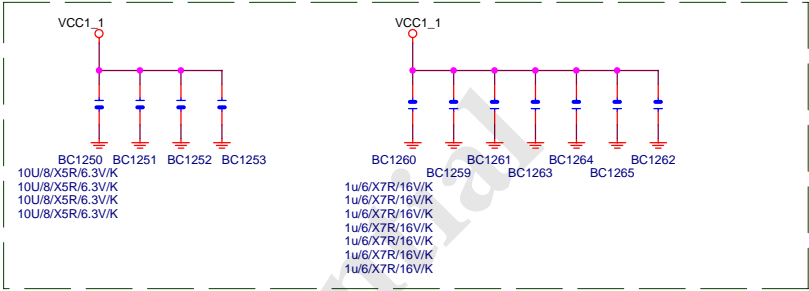 VCC1_1
VCC1_1
BC1250 BC1251 BC1252 BC1253
10U/8/X5R/6.3V/K
10U/8/X5R/6.3V/K
10U/8/X5R/6.3V/K
10U/8/X5R/6.3V/K
BC1260 BC1261 BC1264 BC1262
BC1259 BC1263 BC1265
1u/6/X7R/16V/K
1u/6/X7R/16V/K
1u/6/X7R/16V/K
1u/6/X7R/16V/K
1u/6/X7R/16V/K
1u/6/X7R/16V/K
1u/6/X7R/16V/K